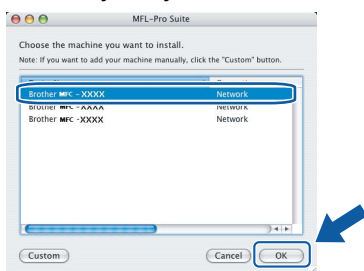 MFL-Pro Suite
Choose the machine you want to install.
Note: If you want to add your machine manually, click the "Custom" button.
Brother MFC - XXXX Network
Brother MFC - XXXX Network
Brother MFC - XXXX Network
Custom Cancel OK